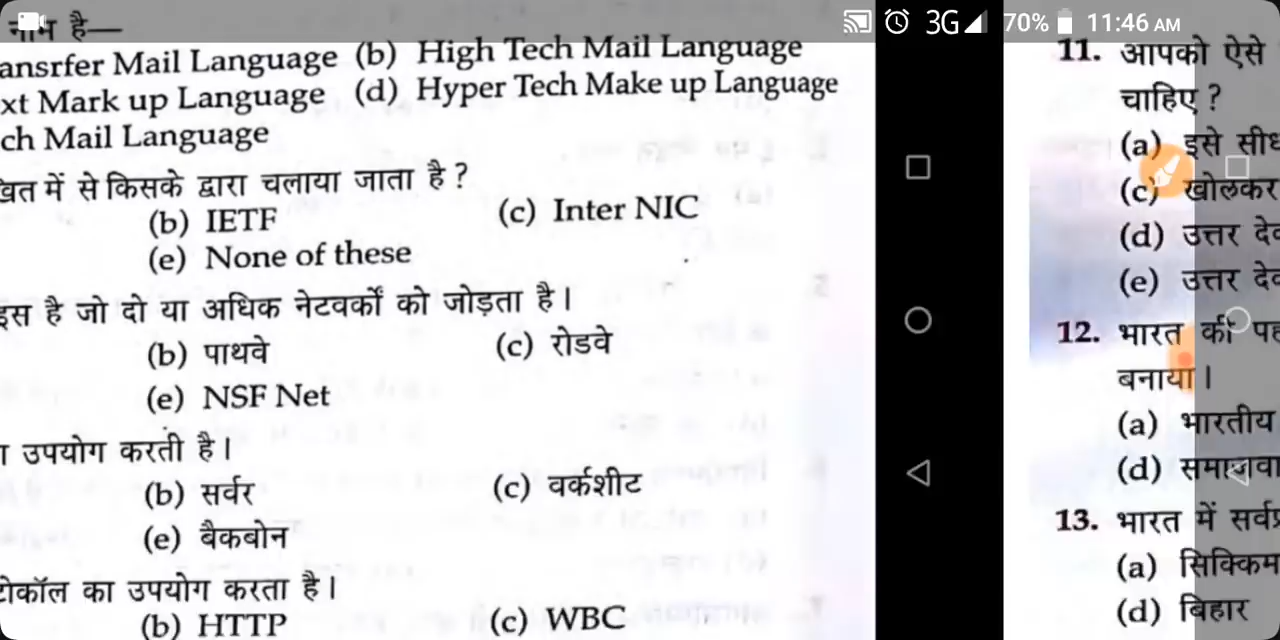 3G 70% 11:46 AM
नाम है—
ansrfer Mail Language (b) High Tech Mail Language
xt Mark up Language (d) Hyper Tech Make up Language
ch Mail Language
खित में से किसके द्वारा चलाया जाता है ?
(b) IETF (c) Inter NIC
(e) None of these
इस है जो दो या अधिक नेटवर्कों को जोड़ता है।
(b) पाथवे (c) रोडवे
(e) NSF Net
ा उपयोग करती है।
(b) सर्वर (c) वर्कशीट
(e) बैकबोन
टोकॉल का उपयोग करता है।
(b) HTTP (c) WBC
11. आपको ऐसे
चाहिए ?
(a) इसे सीध
(c) खोलकर
(d) उत्तर देव
(e) उत्तर देव
12. भारत की पह
बनाया।
(a) भारतीय
(d) समाजवा
13. भारत में सर्वप्र
(a) सिक्किम
(d) बिहार